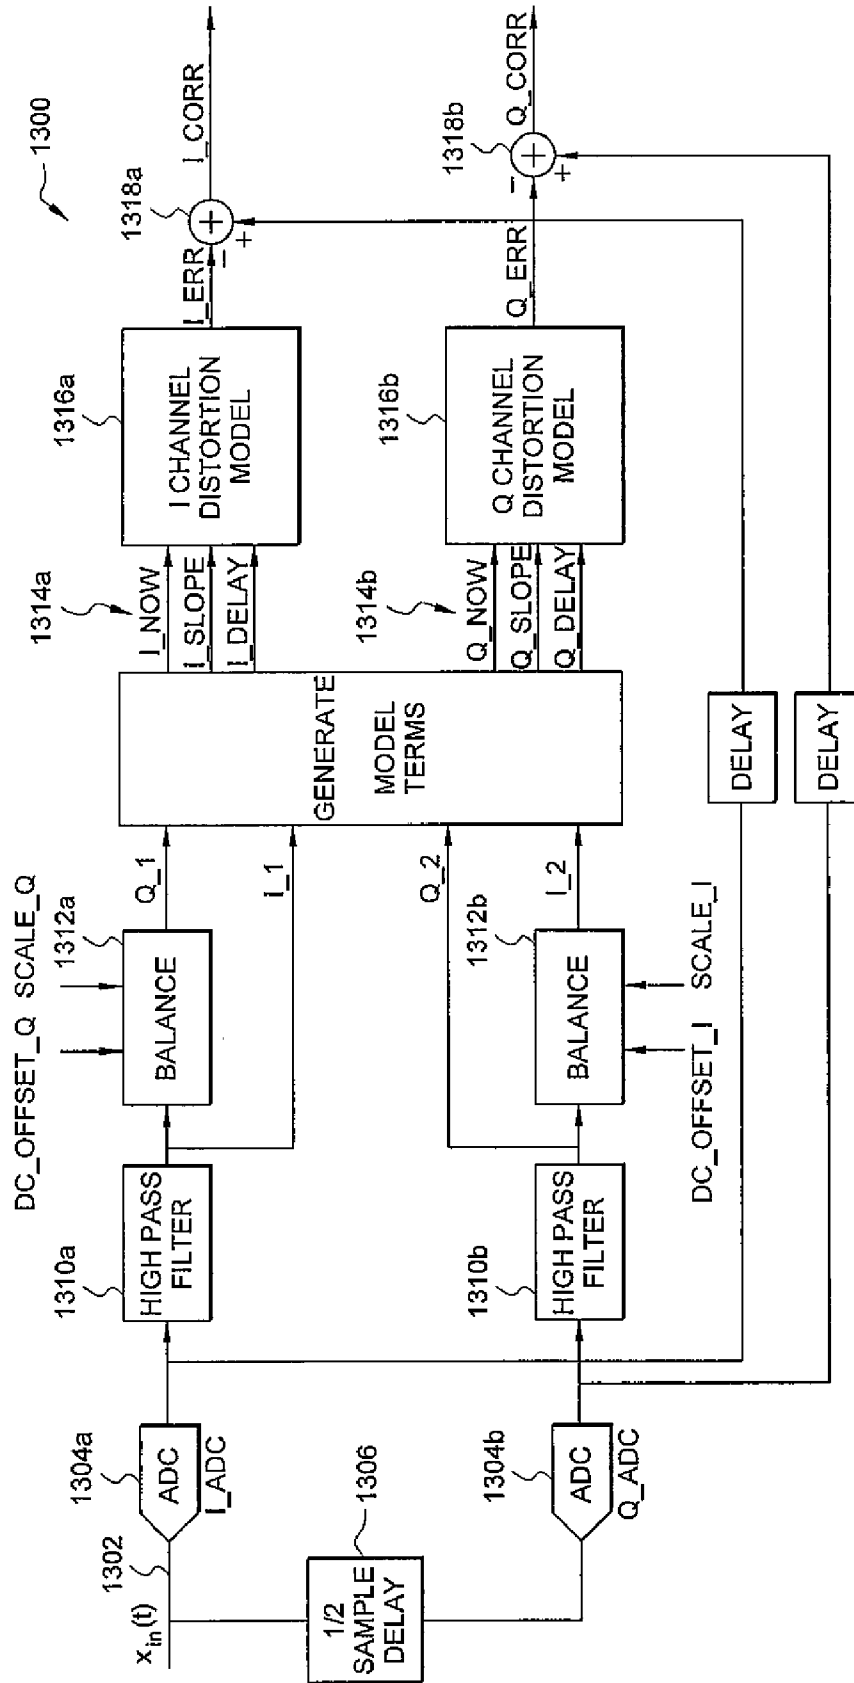 1300
x_in(t)
1302
1304a
ADC
I_ADC
1306
1/2
SAMPLE
DELAY
1304b
ADC
Q_ADC
1310a
HIGH PASS
FILTER
1310b
HIGH PASS
FILTER
DC_OFFSET_Q
SCALE_Q
1312a
BALANCE
1312b
BALANCE
DC_OFFSET_I
SCALE_I
Q_1
I_1
Q_2
I_2
GENERATE
MODEL
TERMS
1314a
I_NOW
I_SLOPE
I_DELAY
1314b
Q_NOW
Q_SLOPE
Q_DELAY
1316a
I CHANNEL
DISTORTION
MODEL
1316b
Q CHANNEL
DISTORTION
MODEL
DELAY
DELAY
I_ERR
1318a
+
−
+
I_CORR
Q_ERR
1318b
+
−
+
Q_CORR